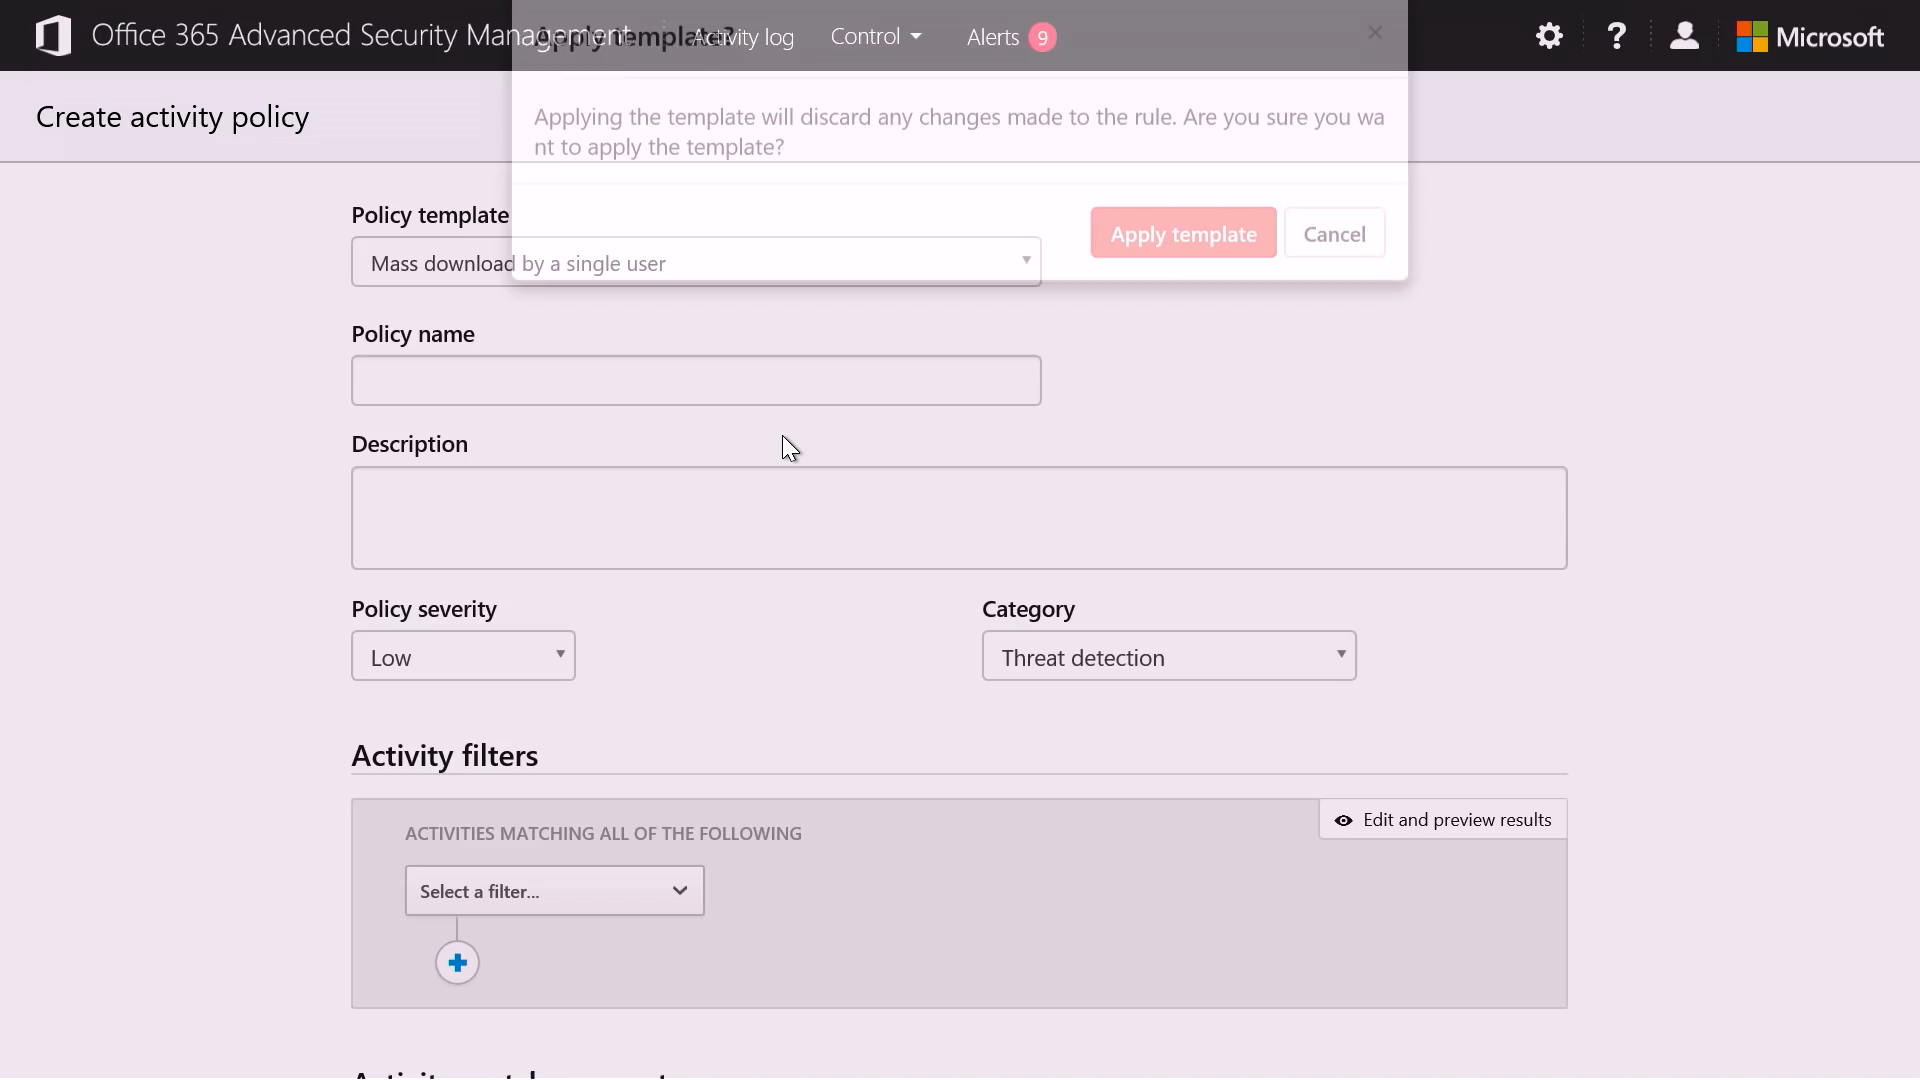 Office 365 Advanced Security Management
Apply template?
Activity log
Control
Alerts 9
?
Microsoft
Create activity policy
Applying the template will discard any changes made to the rule. Are you sure you wa
nt to apply the template?
Apply template
Cancel
Policy template
Mass download by a single user
Policy name
Description
Policy severity
Category
Low
Threat detection
Activity filters
ACTIVITIES MATCHING ALL OF THE FOLLOWING
Edit and preview results
Select a filter...